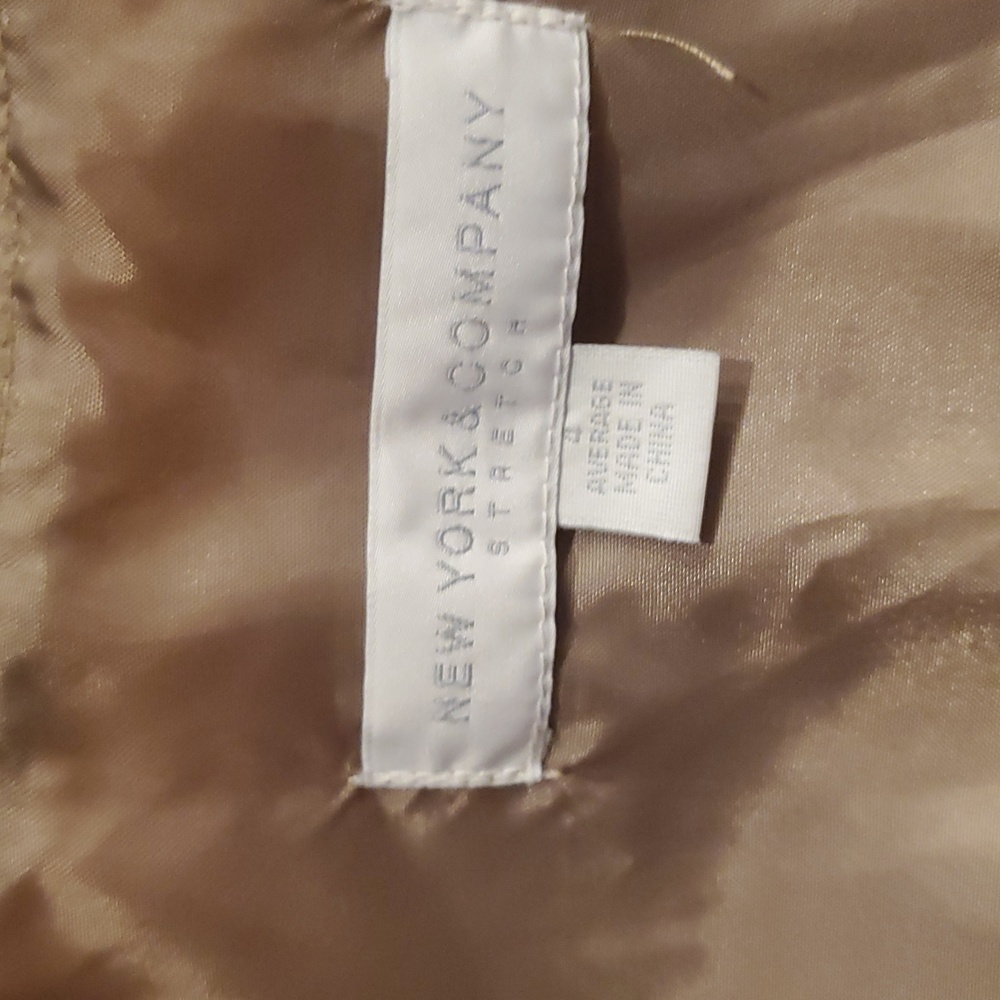 NEW YORK & COMPANY
STRETCH
4
AVERAGE
MADE IN
CHINA